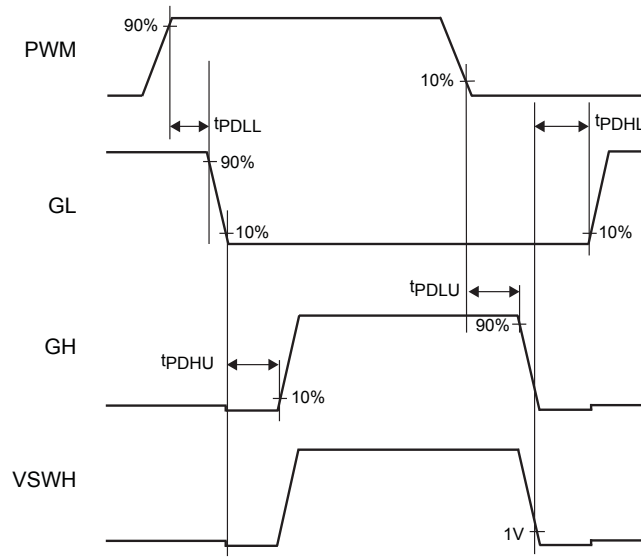 90%
PWM
10%
tPDLL
tPDHL
90%
GL
10%
10%
tPDLU
90%
GH
tPDHU
10%
VSWH
1V